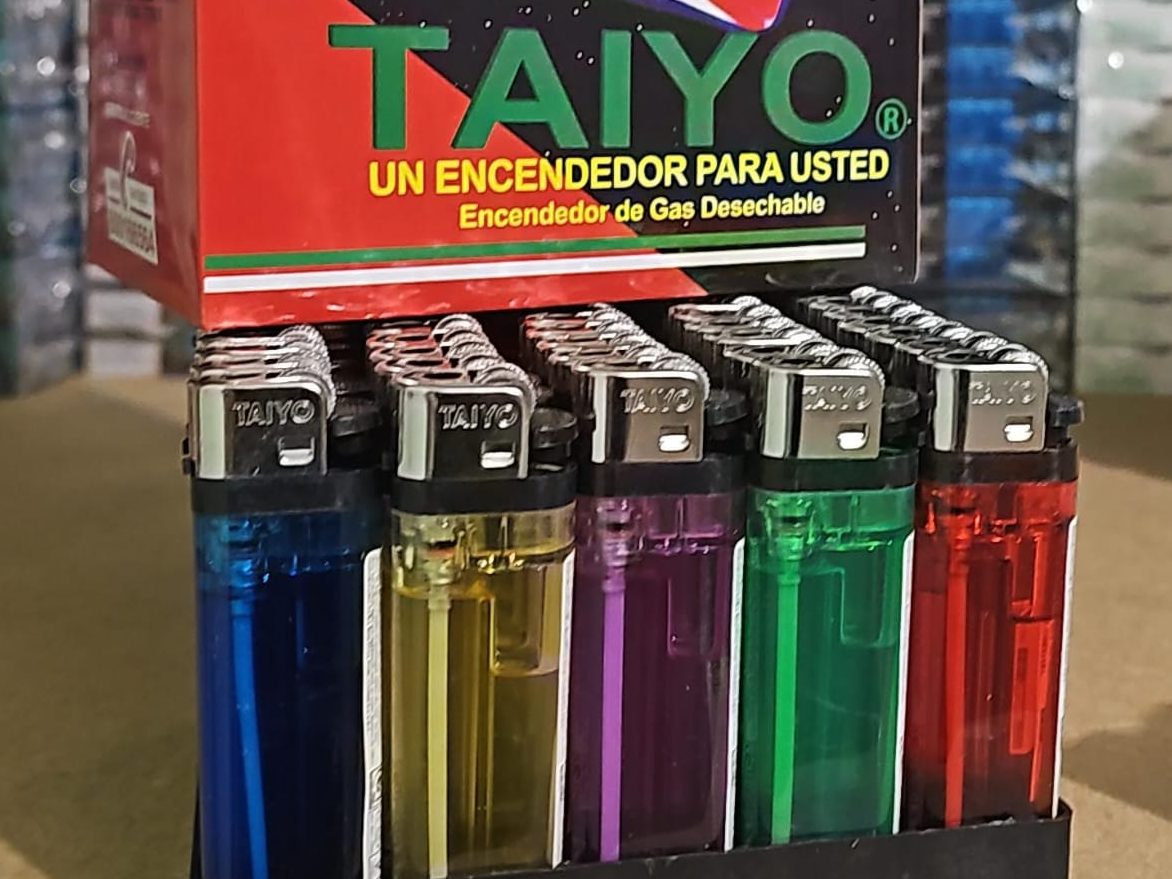 TAIYO®
UN ENCENDEDOR PARA USTED
Encendedor de Gas Desechable
TAIYO
TAIYO
TAIYO
TAIYO
TAIYO